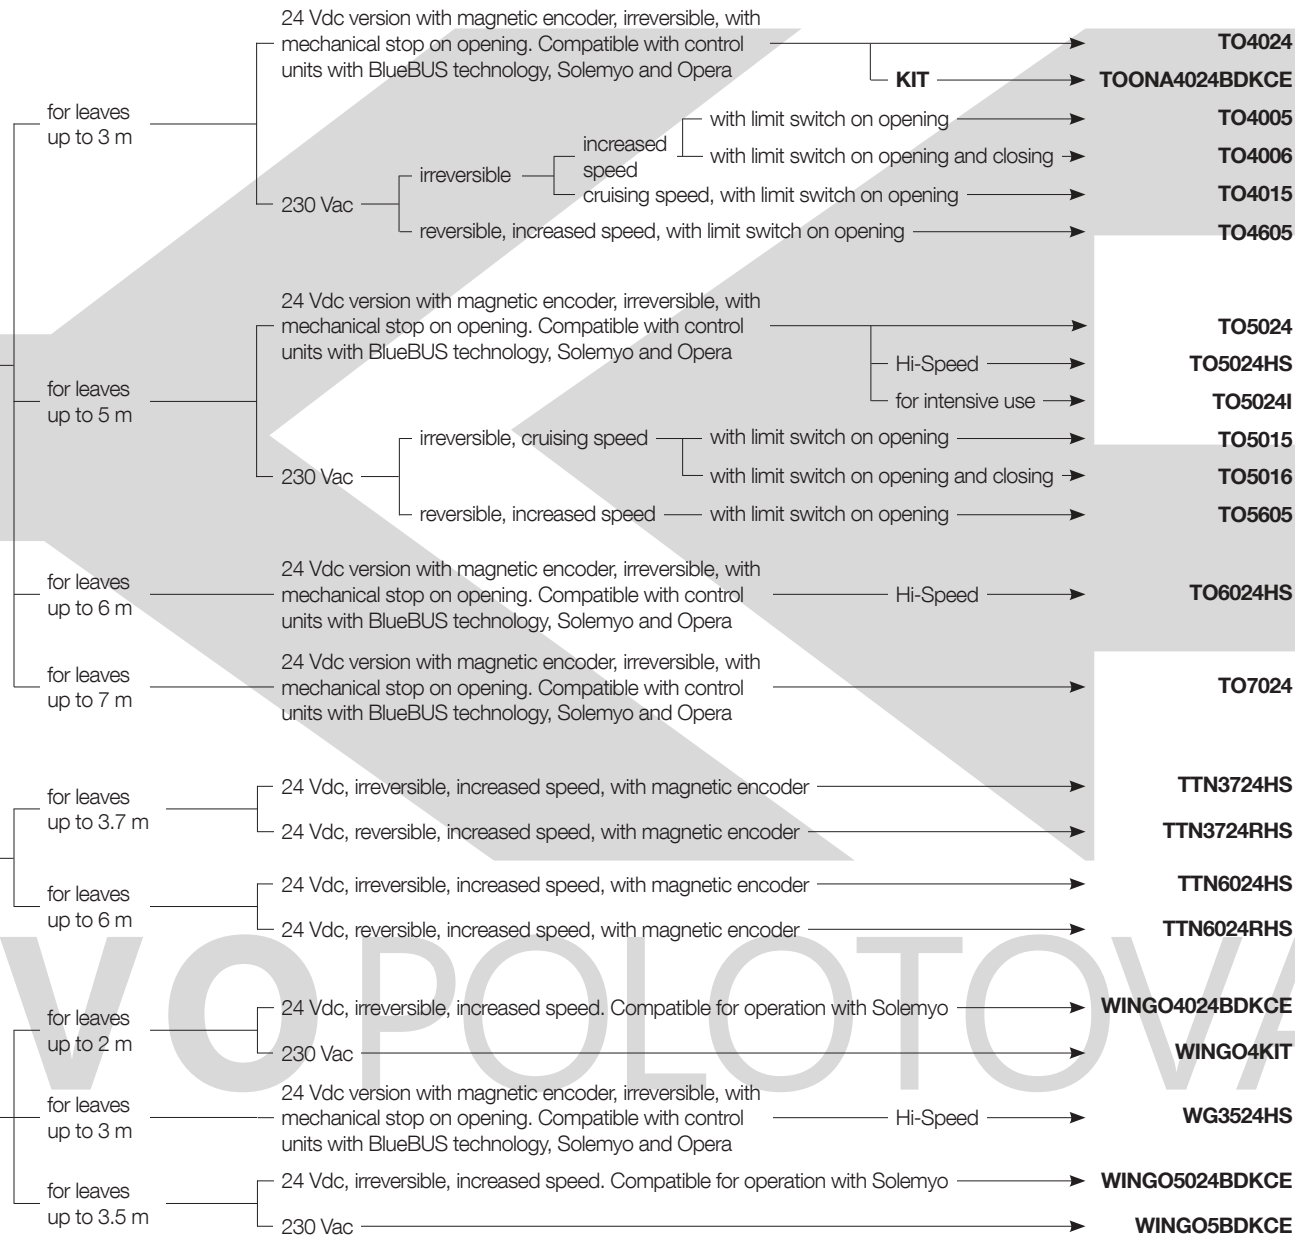 24 Vdc version with magnetic encoder, irreversible, with
mechanical stop on opening. Compatible with control
units with BlueBUS technology, Solemyo and Opera
TO4024
KIT
TOONA4024BDKCE
for leaves
up to 3 m
with limit switch on opening
TO4005
increased
speed
with limit switch on opening and closing
TO4006
irreversible
cruising speed, with limit switch on opening
TO4015
230 Vac
reversible, increased speed, with limit switch on opening
TO4605
24 Vdc version with magnetic encoder, irreversible, with
mechanical stop on opening. Compatible with control
units with BlueBUS technology, Solemyo and Opera
TO5024
Hi-Speed
TO5024HS
for leaves
up to 5 m
for intensive use
TO5024I
irreversible, cruising speed
with limit switch on opening
TO5015
230 Vac
with limit switch on opening and closing
TO5016
reversible, increased speed
with limit switch on opening
TO5605
for leaves
up to 6 m
24 Vdc version with magnetic encoder, irreversible, with
mechanical stop on opening. Compatible with control
units with BlueBUS technology, Solemyo and Opera
Hi-Speed
TO6024HS
for leaves
up to 7 m
24 Vdc version with magnetic encoder, irreversible, with
mechanical stop on opening. Compatible with control
units with BlueBUS technology, Solemyo and Opera
TO7024
for leaves
up to 3.7 m
24 Vdc, irreversible, increased speed, with magnetic encoder
TTN3724HS
24 Vdc, reversible, increased speed, with magnetic encoder
TTN3724RHS
for leaves
up to 6 m
24 Vdc, irreversible, increased speed, with magnetic encoder
TTN6024HS
24 Vdc, reversible, increased speed, with magnetic encoder
TTN6024RHS
VOPOLOTOVA
for leaves
up to 2 m
24 Vdc, irreversible, increased speed. Compatible for operation with Solemyo
WINGO4024BDKCE
230 Vac
WINGO4KIT
for leaves
up to 3 m
24 Vdc version with magnetic encoder, irreversible, with
mechanical stop on opening. Compatible with control
units with BlueBUS technology, Solemyo and Opera
Hi-Speed
WG3524HS
for leaves
up to 3.5 m
24 Vdc, irreversible, increased speed. Compatible for operation with Solemyo
WINGO5024BDKCE
230 Vac
WINGO5BDKCE